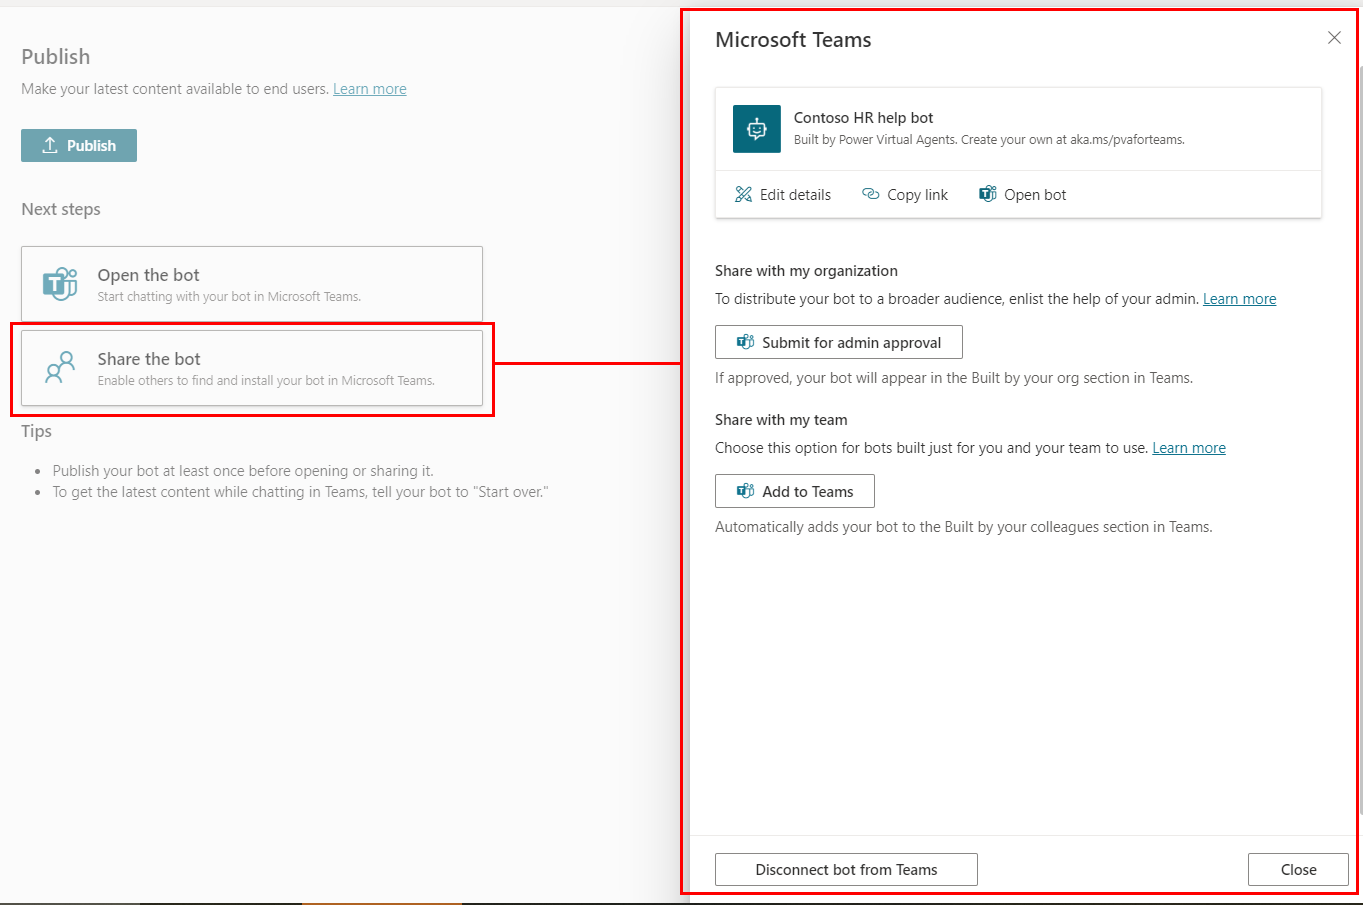 Publish
Make your latest content available to end users. Learn more
Publish
Next steps
Open the bot
Start chatting with your bot in Microsoft Teams.
Share the bot
Enable others to find and install your bot in Microsoft Teams.
Tips
Publish your bot at least once before opening or sharing it.
To get the latest content while chatting in Teams, tell your bot to "Start over."
Microsoft Teams
Contoso HR help bot
Built by Power Virtual Agents. Create your own at aka.ms/pvaforteams.
Edit details Copy link Open bot
Share with my organization
To distribute your bot to a broader audience, enlist the help of your admin. Learn more
Submit for admin approval
If approved, your bot will appear in the Built by your org section in Teams.
Share with my team
Choose this option for bots built just for you and your team to use. Learn more
Add to Teams
Automatically adds your bot to the Built by your colleagues section in Teams.
Disconnect bot from Teams Close